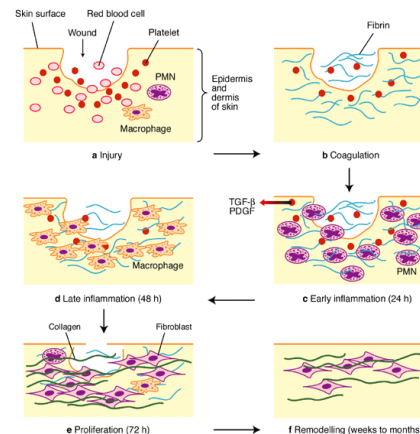 Skin surface
Red blood cell
Wound
Platelet
PMN
Macrophage
Epidermis
and
dermis
of skin
a Injury
Fibrin
b Coagulation
TGF-β
PDGF
PMN
c Early inflammation (24 h)
Macrophage
d Late inflammation (48 h)
Collagen
Fibroblast
e Proliferation (72 h)
f Remodelling (weeks to months)